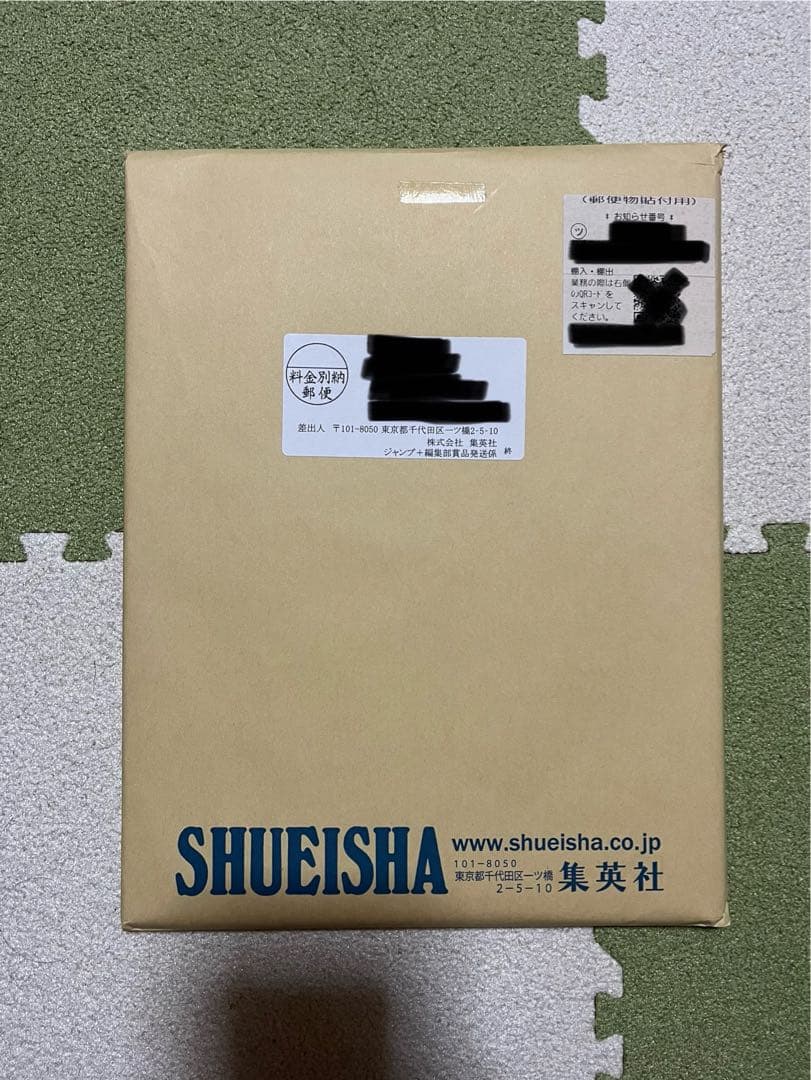 (郵便物貼付用)
* お知らせ番号 *
ツ
棚入・棚出
業務の際は右側
のQRコードを
スキャンして
ください。
料金別納
郵便
差出人 〒101-8050 東京都千代田区一ツ橋2-5-10
株式会社 集英社
ジャンプ+編集部賞品発送係 終
SHUEISHA
www.shueisha.co.jp
101-8050
東京都千代田区一ツ橋
2-5-10
集英社